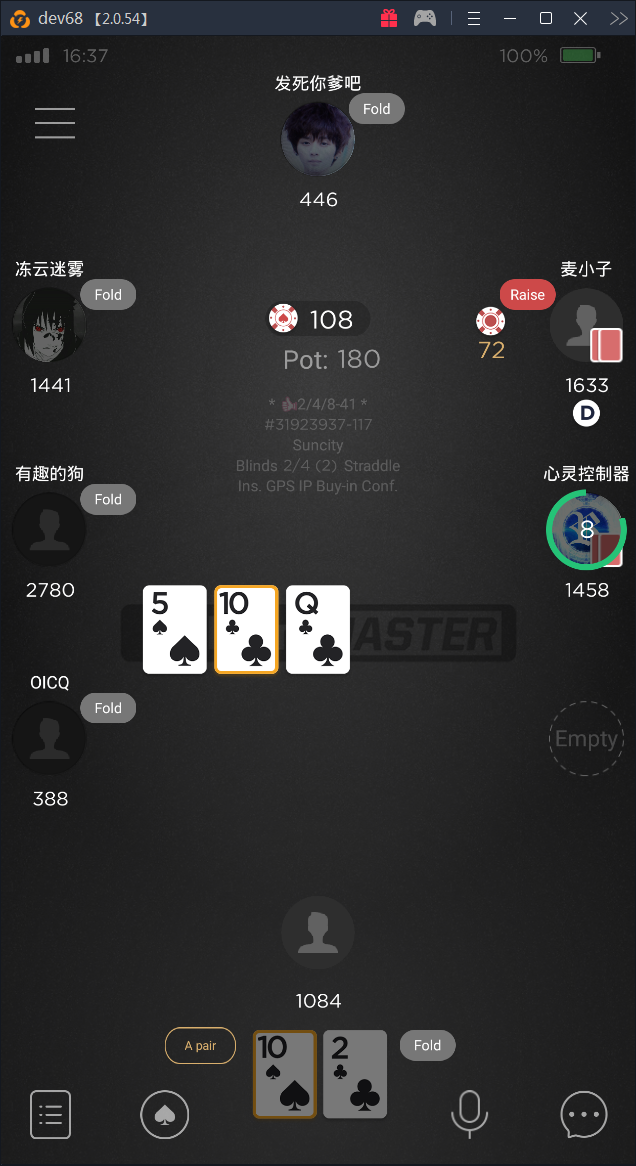 dev68 【2.0.54】
16:37
100%
发死你爹吧
Fold
446
冻云迷雾
Fold
1441
108
Pot: 180
Raise
72
麦小子
1633
D
* 2/4/8-41 *
#31923937-117
Suncity
Blinds 2/4 (2) Straddle
Ins. GPS IP Buy-in Conf.
有趣的狗
Fold
2780
心灵控制器
8
1458
5
10
Q
MASTER
OICQ
Fold
388
Empty
1084
A pair
10
2
Fold